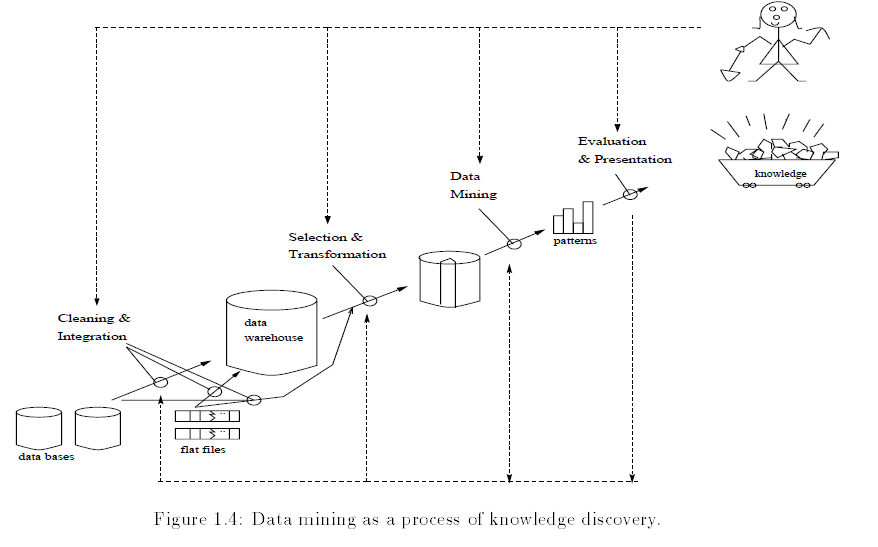 Evaluation
& Presentation
knowledge
Data
Mining
patterns
Selection &
Transformation
Cleaning &
Integration
data
warehouse
data bases
flat files
Figure 1.4: Data mining as a process of knowledge discovery.